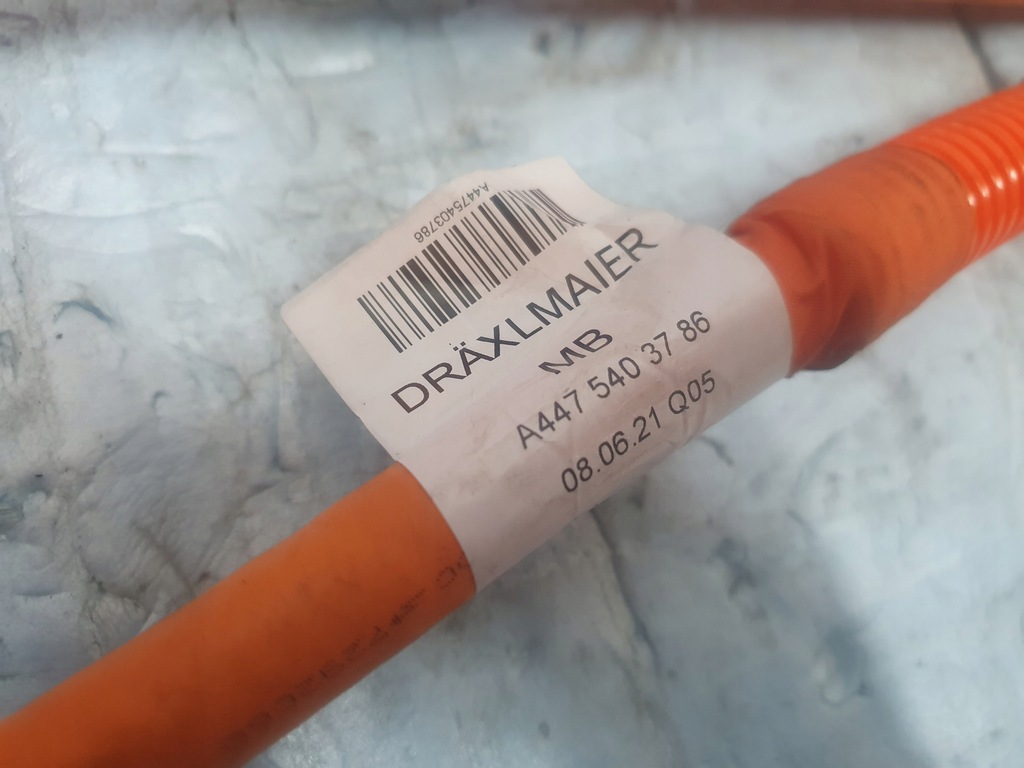 A4475403786
DRÄXLMAIER
MB
A447 540 37 86
08.06.21 Q05